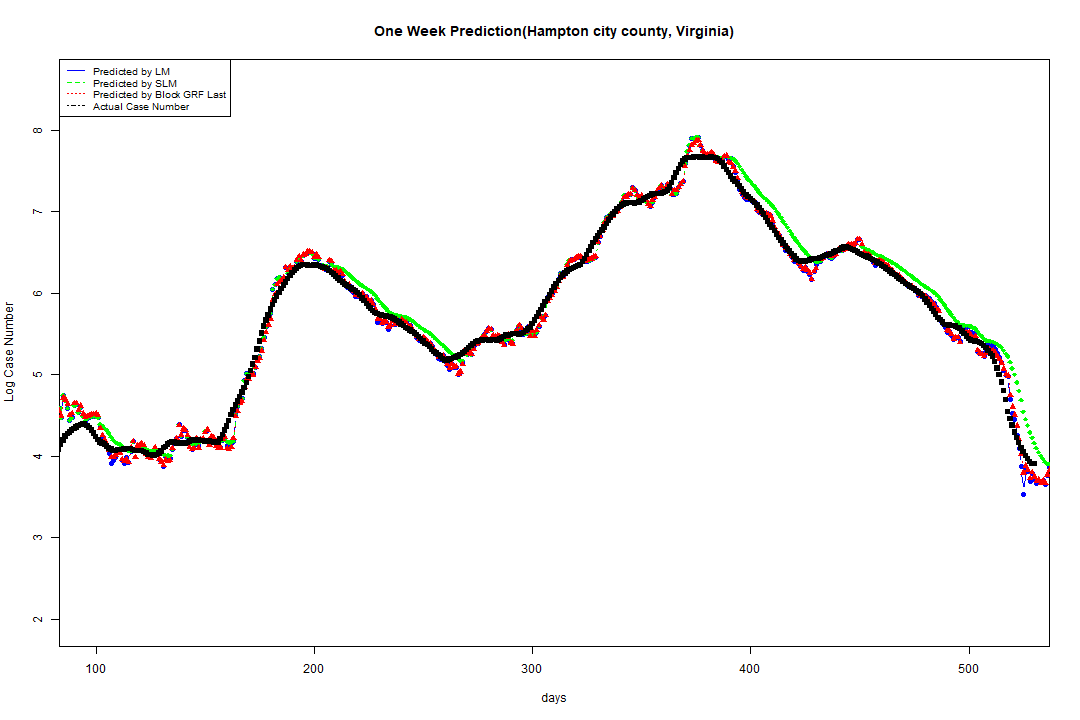 One Week Prediction(Hampton city county, Virginia)
Predicted by LM
Predicted by SLM
Predicted by Block GRF Last
Actual Case Number
8
7
6
5
4
3
2
Log Case Number
100 200 300 400 500
days